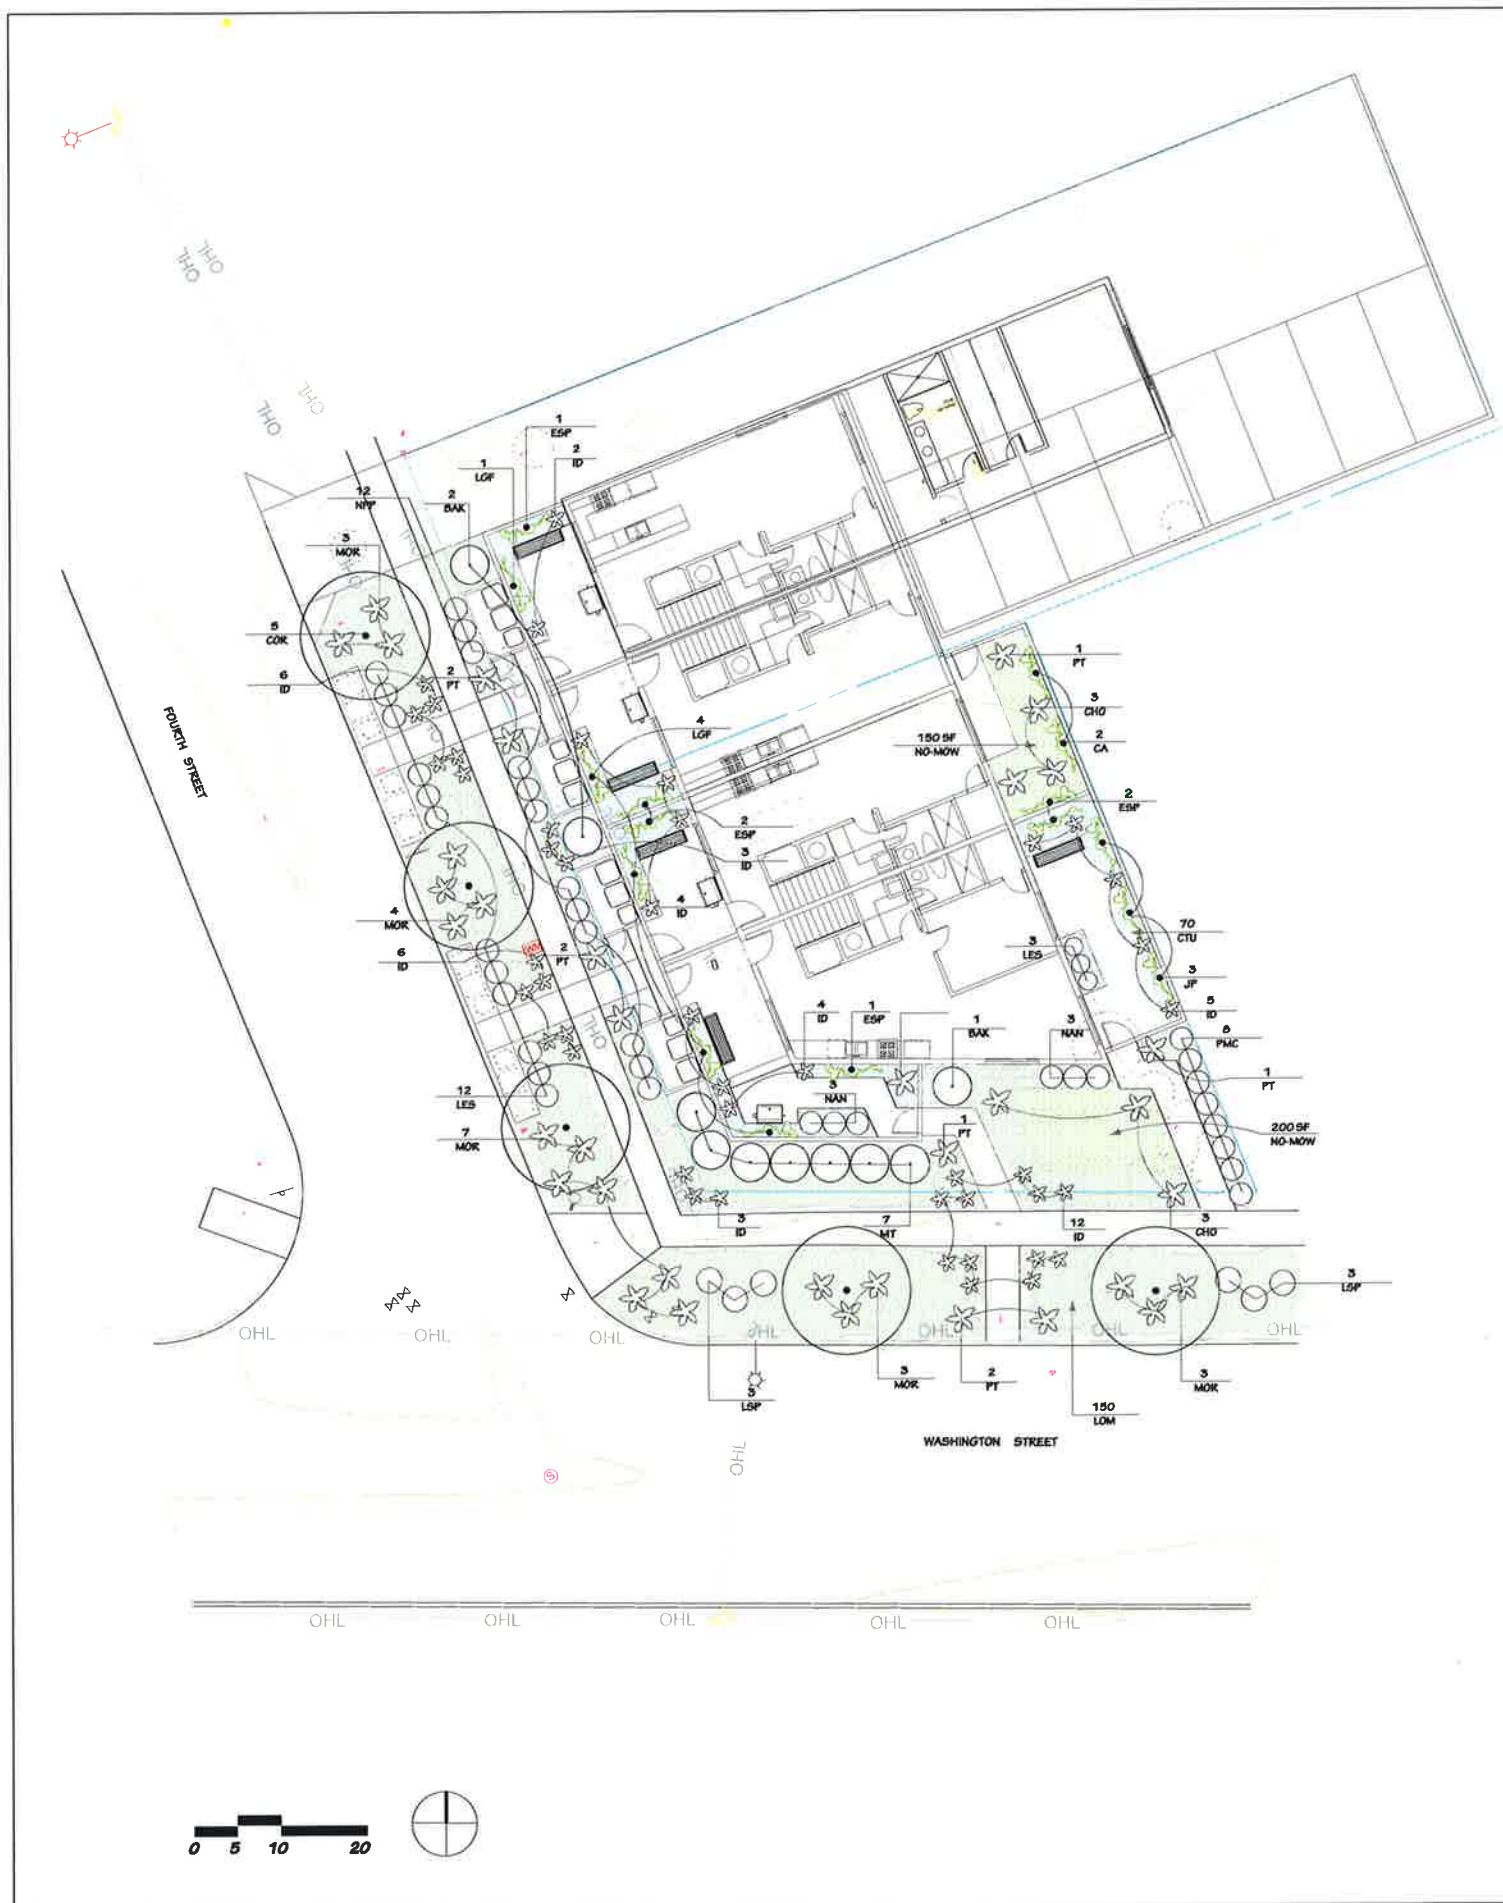 OHL
OHL
OHL
OHL
1
ESP
2
ID
1
LGF
12
2
BAK
3
MOR
5
COR
6
ID
2
PT
FOURTH STREET
4
LGF
1
PT
3
CHO
2
CA
150 SF
NO-MOW
2
ESP
2
ESP
3
ID
4
ID
4
MOR
6
ID
2
PT
70
CTU
3
LES
3
JP
5
ID
8
PMC
1
PT
4
ID
1
ESP
1
BAK
3
NAN
3
NAN
12
LES
7
MOR
1
PT
200 SF
NO-MOW
3
ID
7
MT
12
ID
3
CHO
3
LSP
OHL
OHL
OHL
OHL
OHL
OHL
OHL
OHL
3
LSP
3
MOR
2
PT
3
MOR
150
LOM
WASHINGTON STREET
OHL
S
OHL
OHL
OHL
OHL
OHL
0 5 10 20